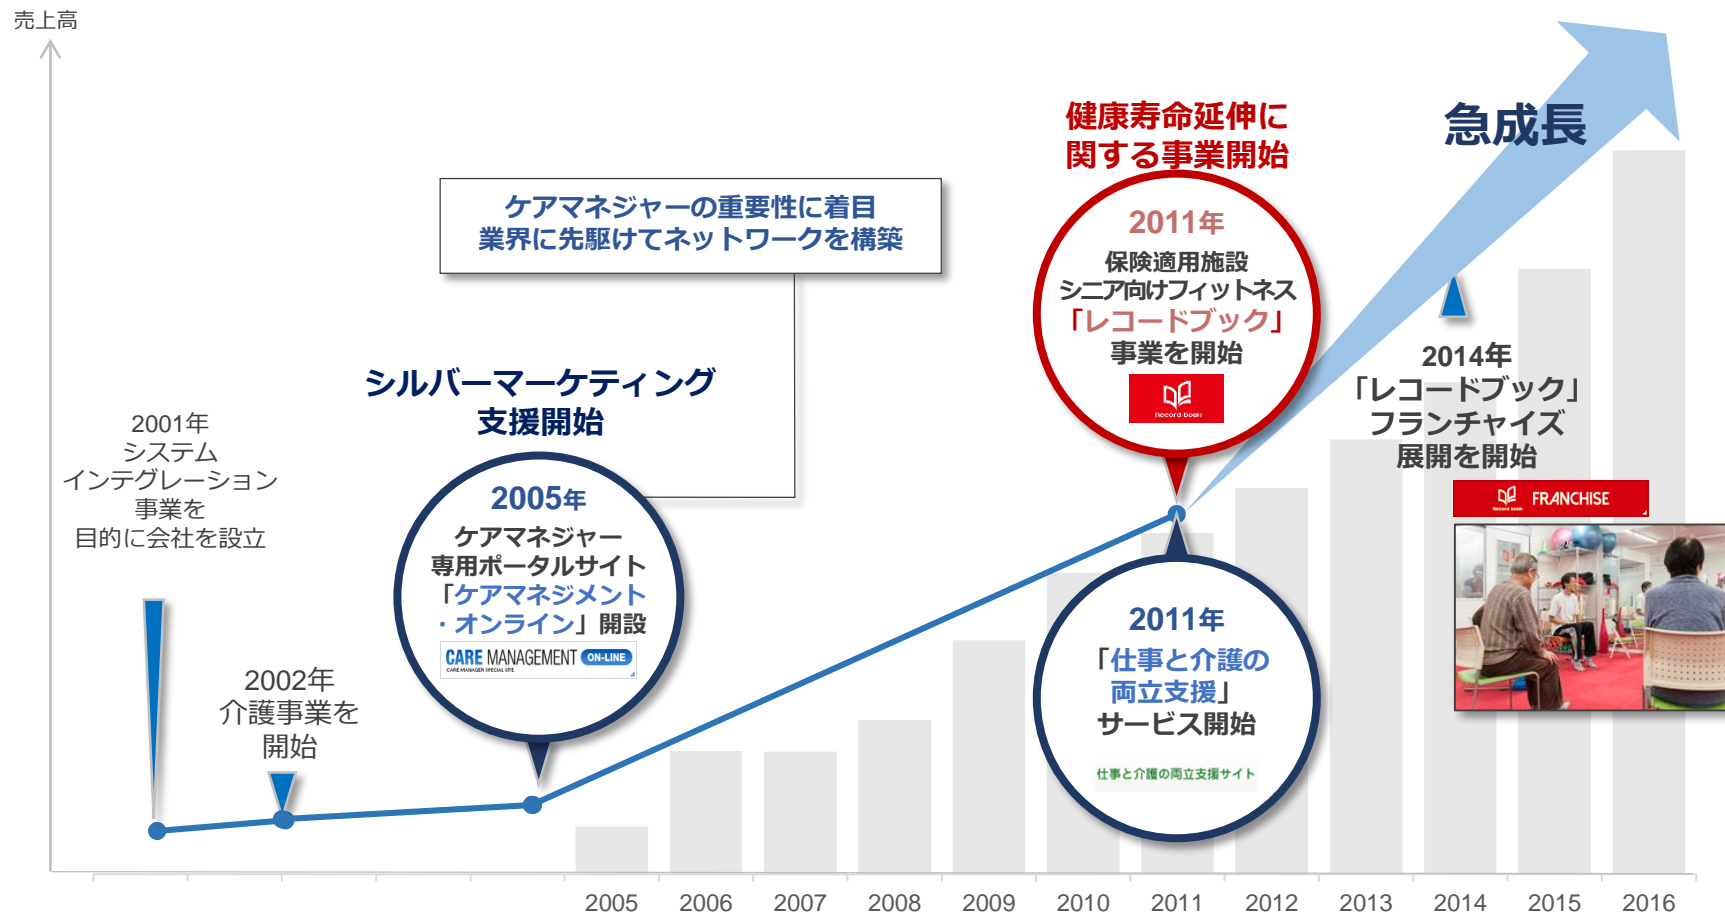 売上高
急成長
健康寿命延伸に
関する事業開始
2011年
保険適用施設
シニア向けフィットネス
「レコードブック」
事業を開始
Record book
ケアマネジャーの重要性に着目
業界に先駆けてネットワークを構築
シルバーマーケティング
支援開始
2005年
ケアマネジャー
専用ポータルサイト
「ケアマネジメント
・オンライン」開設
CARE MANAGEMENT ON-LINE
CARE MANAGER SPECIAL SITE
2001年
システム
インテグレーション
事業を
目的に会社を設立
2002年
介護事業を
開始
2011年
「仕事と介護の
両立支援」
サービス開始
仕事と介護の両立支援サイト
2014年
「レコードブック」
フランチャイズ
展開を開始
Record book FRANCHISE
2005 2006 2007 2008 2009 2010 2011 2012 2013 2014 2015 2016